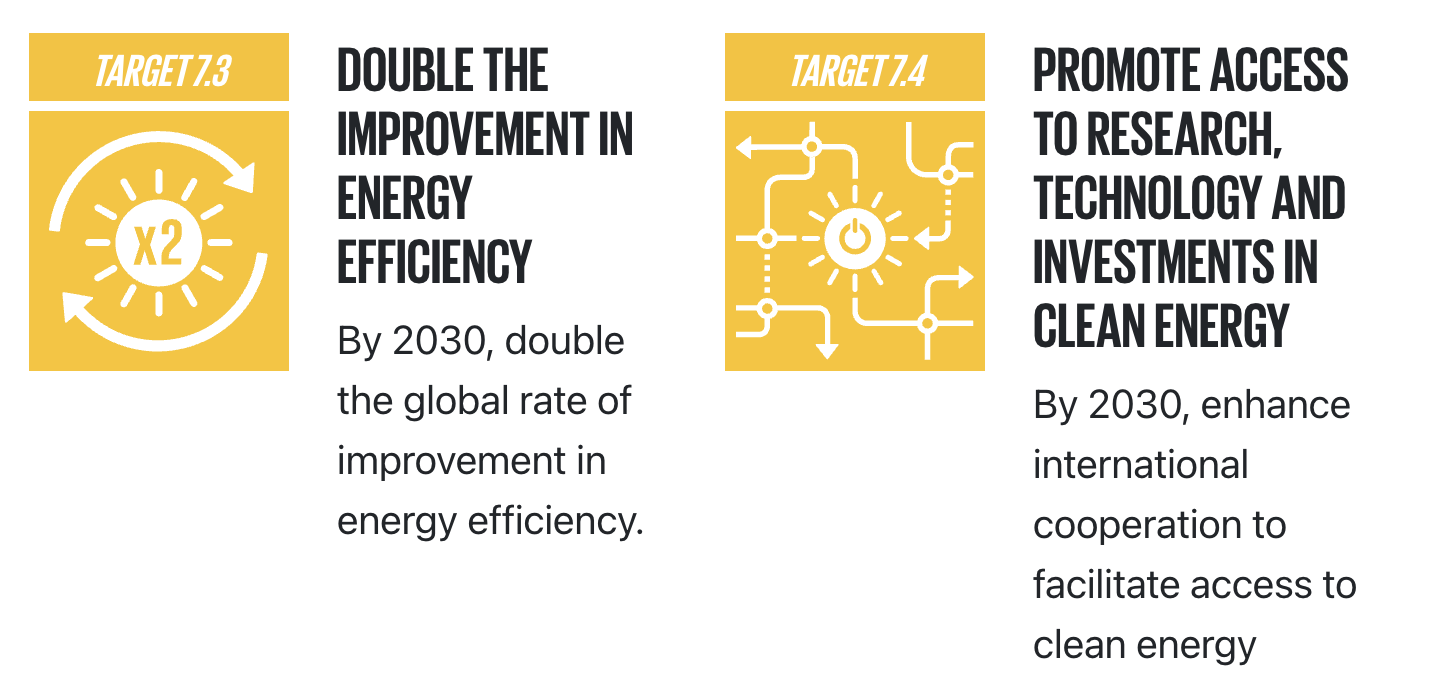 TARGET 7.3
x2
DOUBLE THE
IMPROVEMENT IN
ENERGY
EFFICIENCY
By 2030, double
the global rate of
improvement in
energy efficiency.
TARGET 7.4
PROMOTE ACCESS
TO RESEARCH,
TECHNOLOGY AND
INVESTMENTS IN
CLEAN ENERGY
By 2030, enhance
international
cooperation to
facilitate access to
clean energy